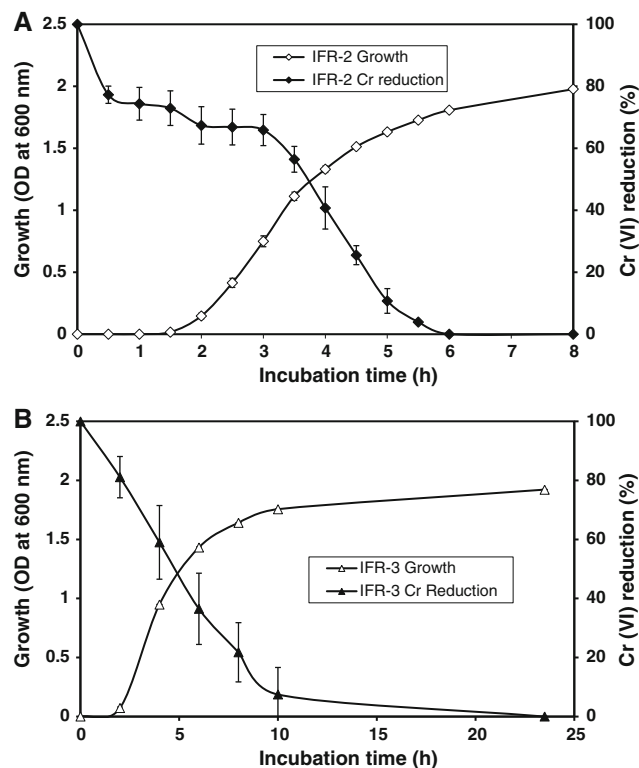 A
2.5
2
1.5
1
0.5
0
Growth (OD at 600 nm)
IFR-2 Growth
IFR-2 Cr reduction
100
80
60
40
20
0
Cr (VI) reduction (%)
0 1 2 3 4 5 6 7 8
Incubation time (h)
B
2.5
2
1.5
1
0.5
0
Growth (OD at 600 nm)
IFR-3 Growth
IFR-3 Cr Reduction
100
80
60
40
20
0
Cr (VI) reduction (%)
0 5 10 15 20 25
Incubation time (h)